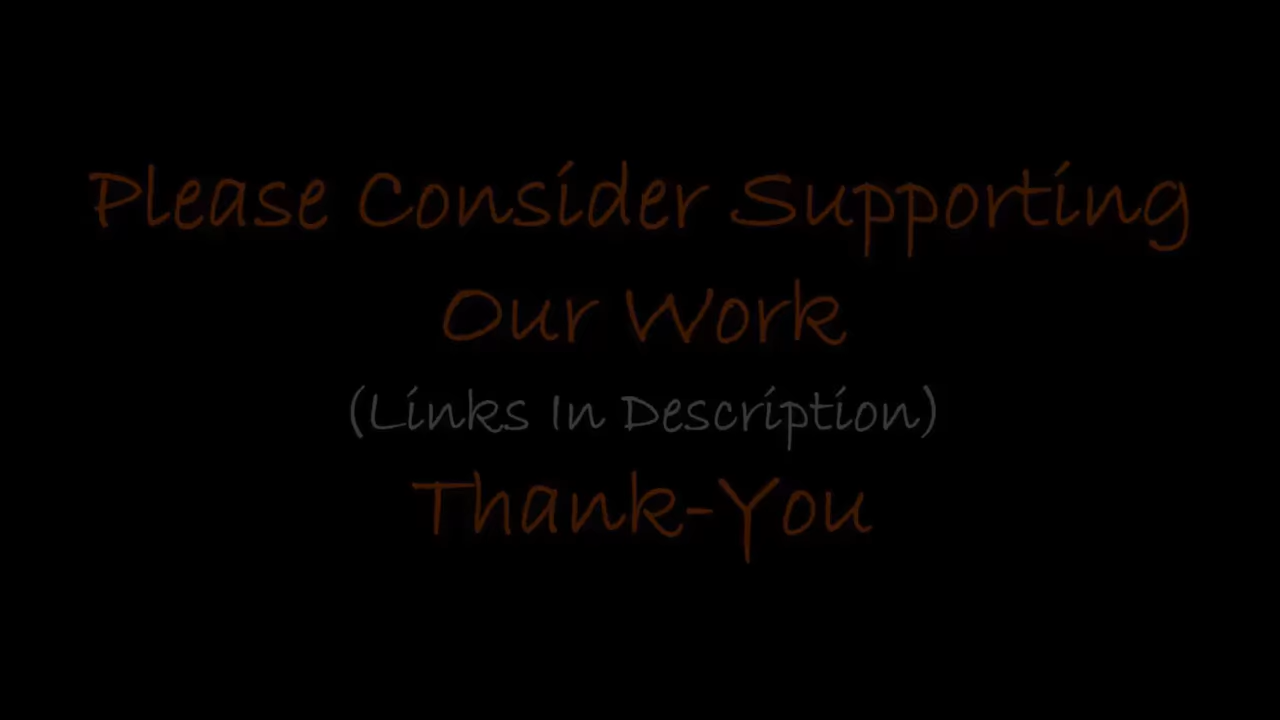 Please Consider Supporting
Our Work
(Links In Description)
Thank-You